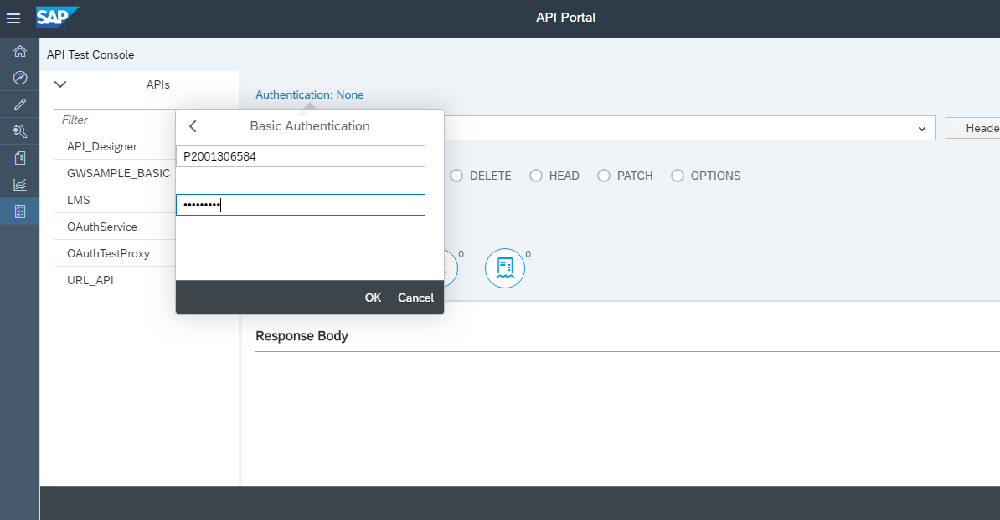 SAP
API Portal
API Test Console
APIs
Authentication: None
Filter
Basic Authentication
Heade
API_Designer
P2001306584
GWSAMPLE_BASIC
DELETE
HEAD
PATCH
OPTIONS
LMS
•••••••••
OAuthService
OAuthTestProxy
0
0
URL_API
OK
Cancel
Response Body